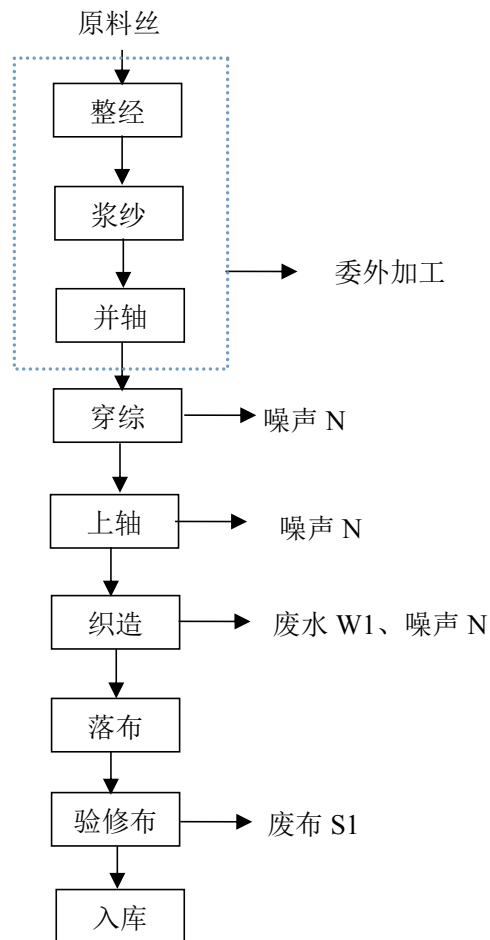 原料丝
整经
浆纱
委外加工
并轴
穿综
噪声 N
上轴
噪声 N
织造
废水 W1、噪声 N
落布
验修布
废布 S1
入库